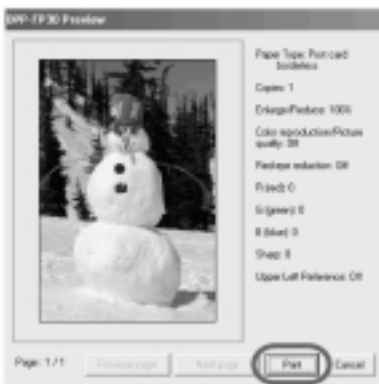 DPP-FP30 Preview
Paper Type: Post card
borderless
Copies: 1
Enlarge/Reduce: 100%
Color reproduction/Picture
quality: Off
Redeye reduction: Off
R (red): 0
G (green): 0
B (blue): 0
Sharp: 0
Upper Left Reference: Off
Page: 1 / 1
Previous page
Next page
Print
Cancel